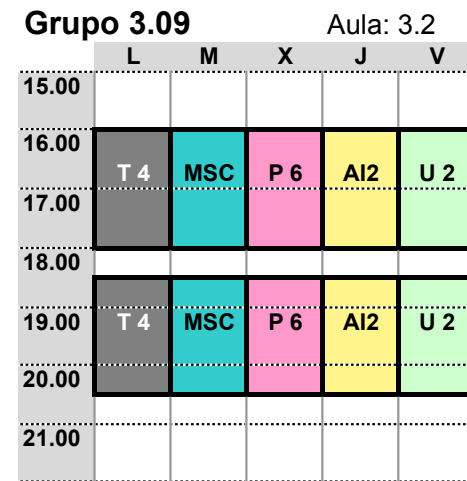 Grupo 3.09 Aula: 3.2
L M X J V
15.00
16.00
T 4 MSC P 6 AI2 U 2
17.00
18.00
19.00 T 4 MSC P 6 AI2 U 2
20.00
21.00